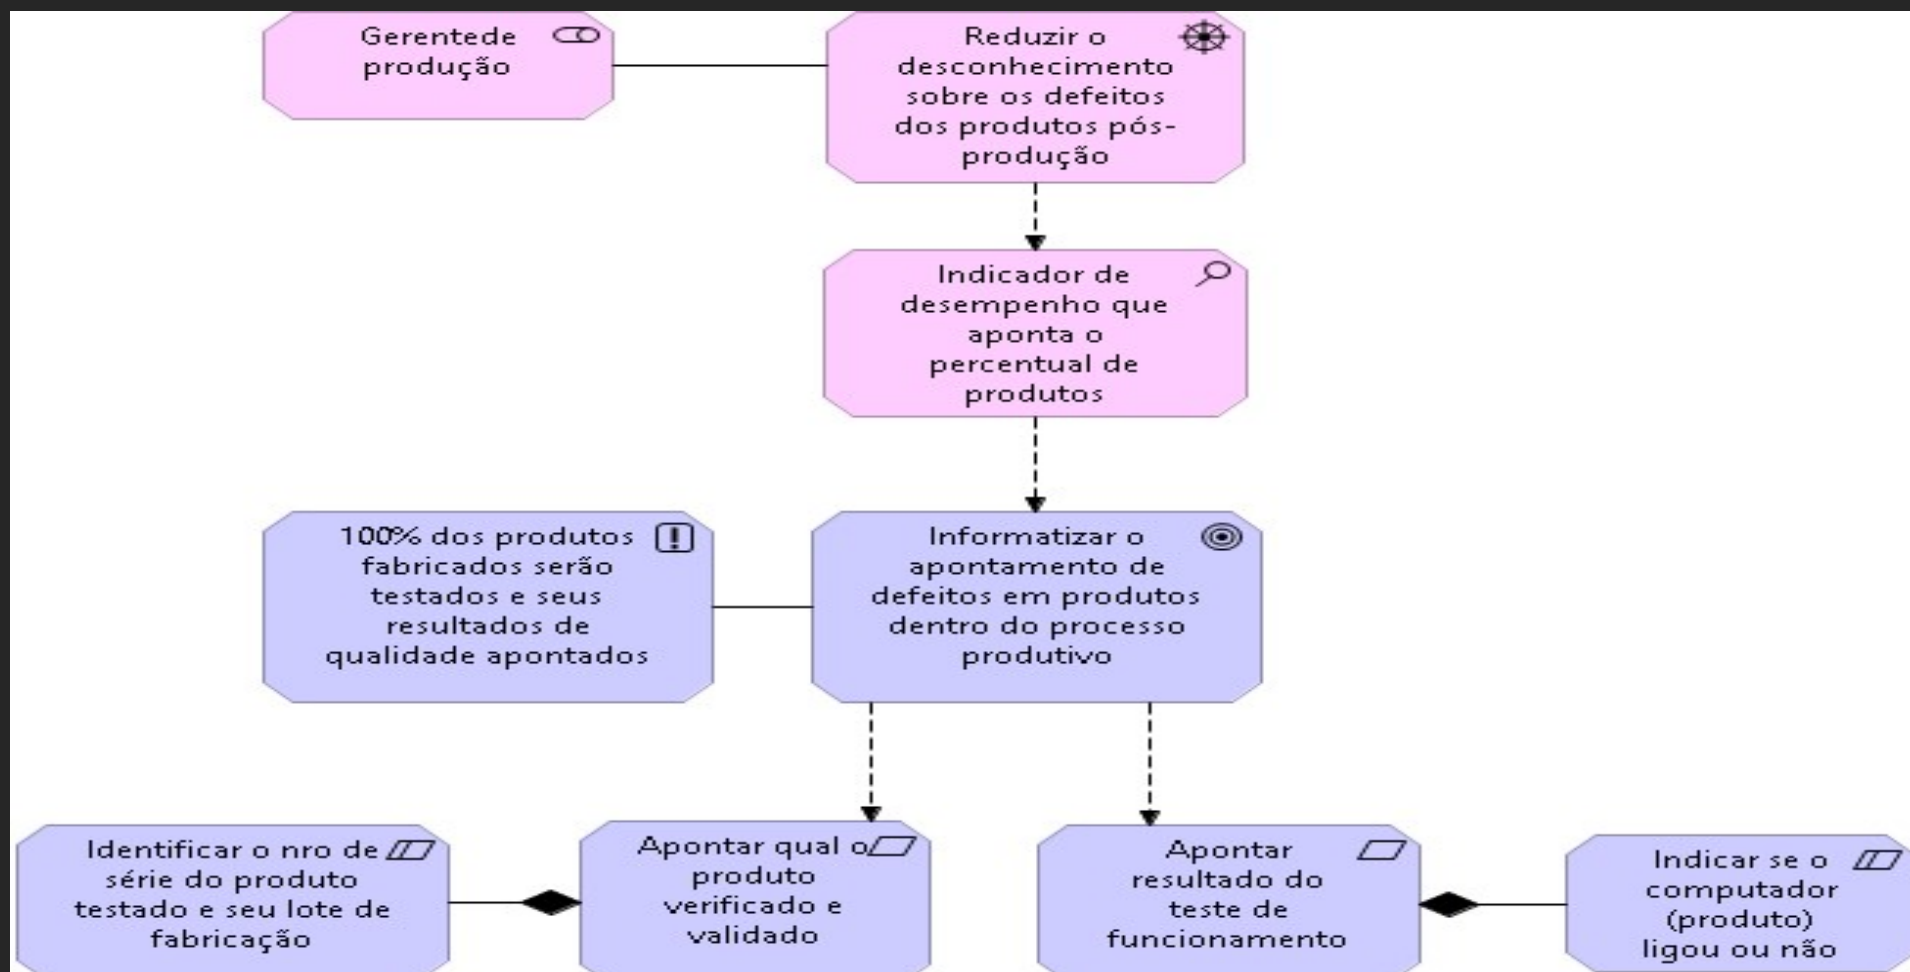 Gerentede
produção
Reduzir o
desconhecimento
sobre os defeitos
dos produtos pós-
produção
Indicador de
desempenho que
aponta o
percentual de
produtos
100% dos produtos
fabricados serão
testados e seus
resultados de
qualidade apontados
Informatizar o
apontamento de
defeitos em produtos
dentro do processo
produtivo
Identificar o nro de
série do produto
testado e seu lote de
fabricação
Apontar qual o
produto
verificado e
validado
Apontar
resultado do
teste de
funcionamento
Indicar se o
computador
(produto)
ligou ou não